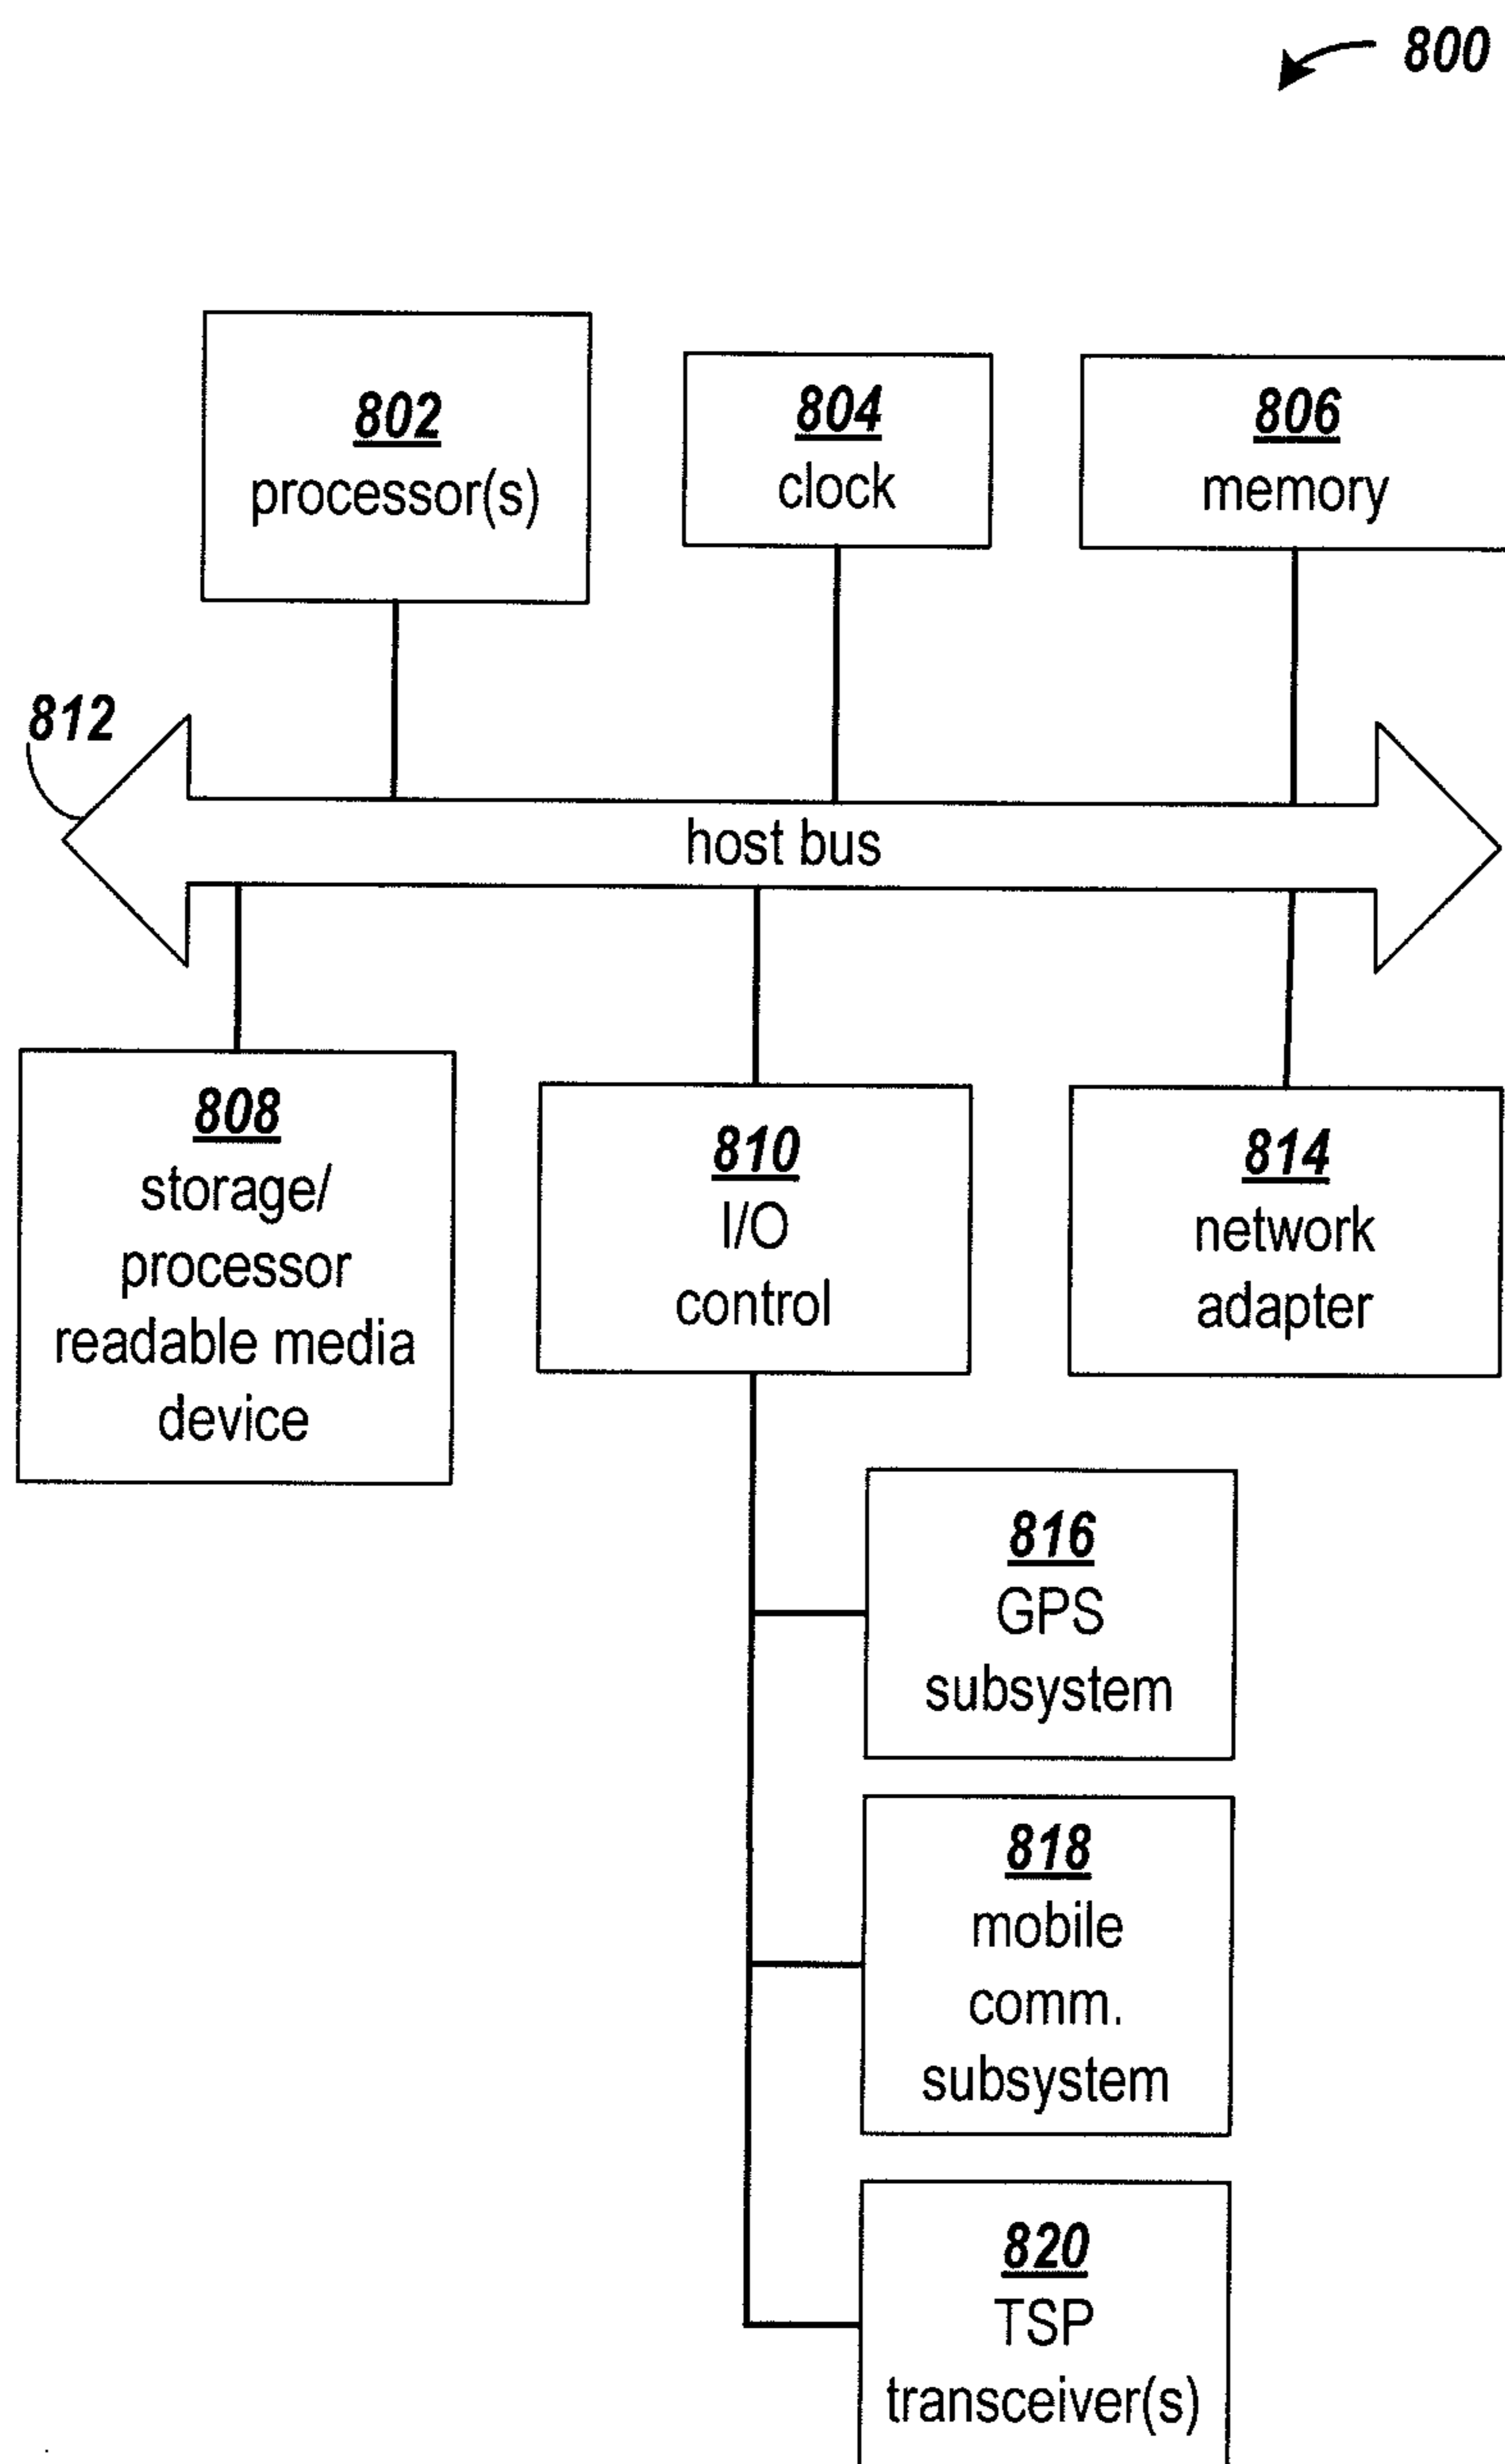 800
802
processor(s)
804
clock
806
memory
812
host bus
808
storage/
processor
readable media
device
810
I/O
control
814
network
adapter
816
GPS
subsystem
818
mobile
comm.
subsystem
820
TSP
transceiver(s)